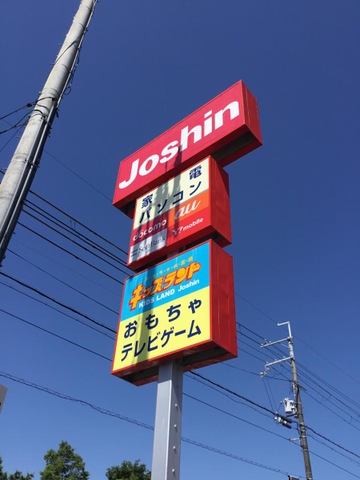 Joshin
家電
パソコン
docomo au
SoftBank Y!mobile
キッズランド
KIDS LAND Joshin
おもちゃ
テレビゲーム